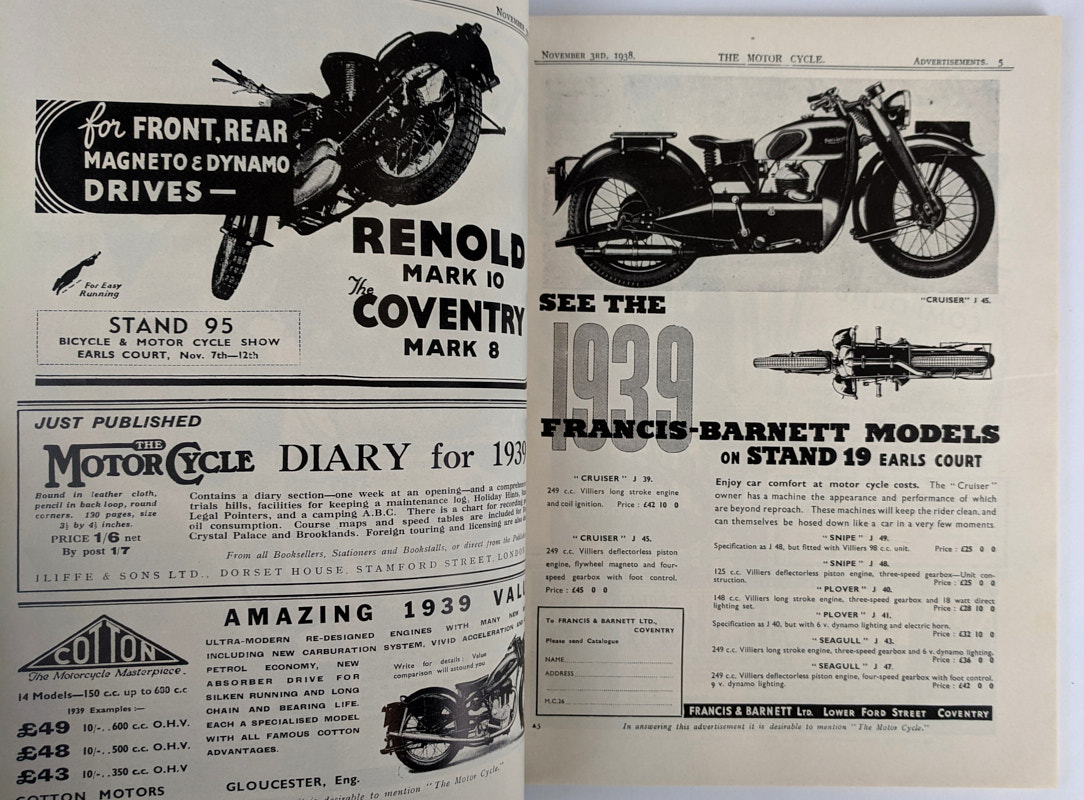 NOVEMBER
for FRONT, REAR
MAGNETO & DYNAMO
DRIVES—
RENOLD
MARK 10
The
COVENTRY
MARK 8
For Easy
Running
STAND 95
BICYCLE & MOTOR CYCLE SHOW
EARLS COURT, Nov. 7th—12th
JUST PUBLISHED
THE
MOTOR CYCLE DIARY for 1939
Bound in leather cloth,
pencil in back loop, round
corners. 130 pages, size
3½ by 4½ inches.
PRICE 1/6 net
By post 1/7
Contains a diary section—one week at an opening—and a
trials hills, facilities for keeping a maintenance log, Holiday Hints,
Legal Pointers, and a camping A.B.C. There is a chart for recording
oil consumption. Course maps and speed tables are included for
Crystal Palace and Brooklands. Foreign touring and licensing are also
From all Booksellers, Stationers and Bookstalls, or direct from the
ILIFFE & SONS LTD., DORSET HOUSE, STAMFORD STREET, LONDON
COTTON
The Motorcycle Masterpiece.
14 Models—150 c.c. up to 600 c.c
1939 Examples:—
£49 10/-..600 c.c. O.H.V.
£48 10/-..500 c.c. O.H.V.
£43 10/-..350 c.c. O.H.V
COTTON MOTORS
AMAZING 1939
ULTRA-MODERN RE-DESIGNED ENGINES WITH MANY NEW
INCLUDING NEW CARBURATION SYSTEM, VIVID ACCELERATION
PETROL ECONOMY, NEW
ABSORBER DRIVE FOR
SILKEN RUNNING AND LONG
CHAIN AND BEARING LIFE.
EACH A SPECIALISED MODEL
WITH ALL FAMOUS COTTON
ADVANTAGES.
Write for details; Value
comparison will astound you
GLOUCESTER, Eng.
is desirable to mention "The Motor Cycle."
NOVEMBER 3RD, 1938. THE MOTOR CYCLE. ADVERTISEMENTS. 5
"CRUISER" J 45.
SEE THE
1939
FRANCIS-BARNETT MODELS
ON STAND 19 EARLS COURT
"CRUISER" J 39.
249 c.c. Villiers long stroke engine
and coil ignition. Price : £42 10 0
"CRUISER" J 45.
249 c.c. Villiers deflectorless piston
engine, flywheel magneto and four-
speed gearbox with foot control.
Price : £45 0 0
To FRANCIS & BARNETT LTD.,
COVENTRY
Please send Catalogue
NAME
ADDRESS
M.C.26
Enjoy car comfort at motor cycle costs. The "Cruiser"
owner has a machine the appearance and performance of which
are beyond reproach. These machines will keep the rider clean, and
can themselves be hosed down like a car in a very few moments.
"SNIPE" J 49.
Specification as J 48, but fitted with Villiers 98 c.c. unit. Price : £25 0 0
"SNIPE" J 48.
125 c.c. Villiers deflectorless piston engine, three-speed gearbox—Unit con-
struction. Price : £25 0 0
"PLOVER" J 40.
148 c.c. Villiers long stroke engine, three-speed gearbox and 18 watt direct
lighting set. Price : £28 10 0
"PLOVER" J 41.
Specification as J 40, but with 6 v. dynamo lighting and electric horn.
Price : £32 10 0
"SEAGULL" J 43.
249 c.c. Villiers long stroke engine, three-speed gearbox and 6 v. dynamo lighting.
Price : £36 0 0
"SEAGULL" J 47.
249 c.c. Villiers deflectorless piston engine, four-speed gearbox with foot control.
9 v. dynamo lighting. Price : £42 0 0
FRANCIS & BARNETT LTD. LOWER FORD STREET COVENTRY
A5 In answering this advertisement it is desirable to mention "The Motor Cycle."